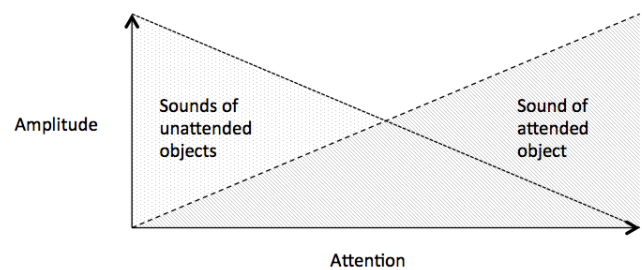 Amplitude
Sounds of
unattended
objects
Sound of
attended
object
Attention